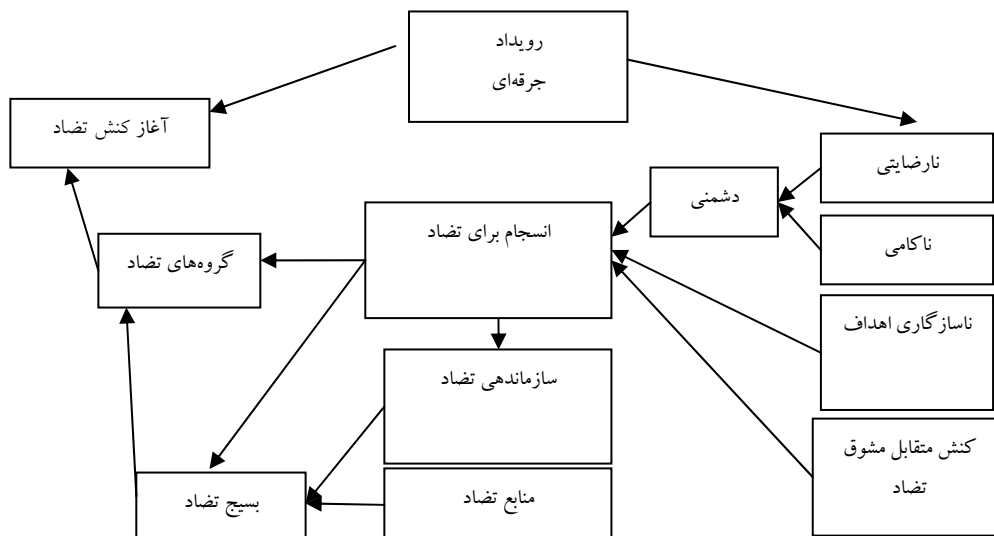 رویداد
جرقه‌ای
آغاز کنش تضاد
نارضایتی
دشمنی
ناکامی
انسجام برای تضاد
گروه‌های تضاد
ناسازگاری اهداف
سازماندهی تضاد
کنش متقابل مشوق
تضاد
منابع تضاد
بسیج تضاد